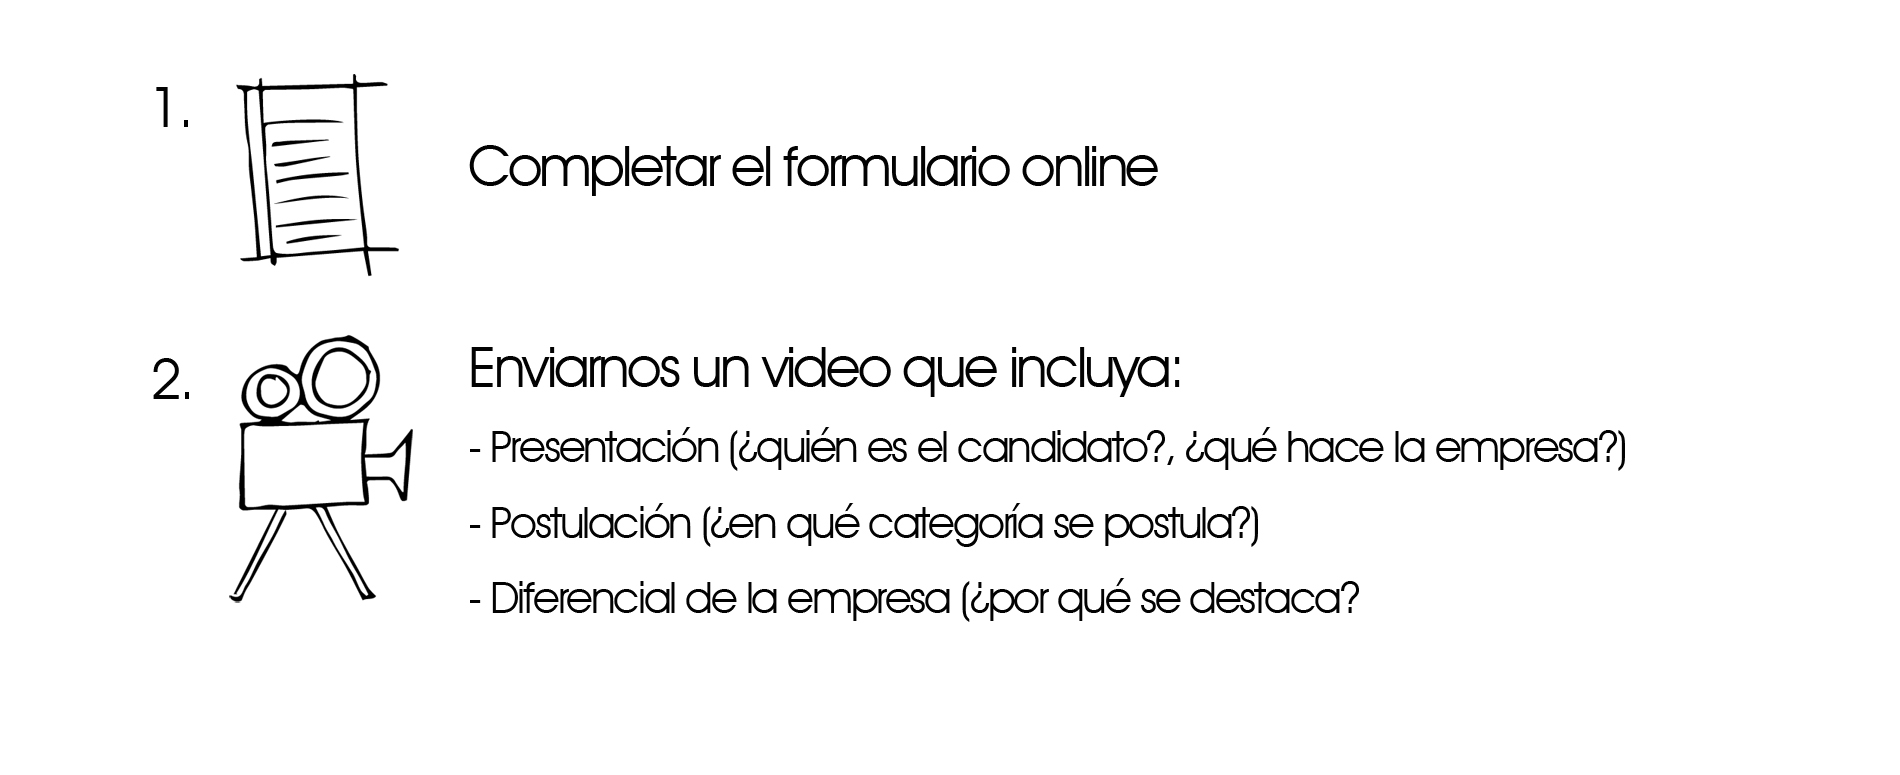 1.
Completar el formulario online
2.
Enviarnos un video que incluya:
- Presentación (¿quién es el candidato?, ¿qué hace la empresa?)
- Postulación (¿en qué categoría se postula?)
- Diferencial de la empresa (¿por qué se destaca?